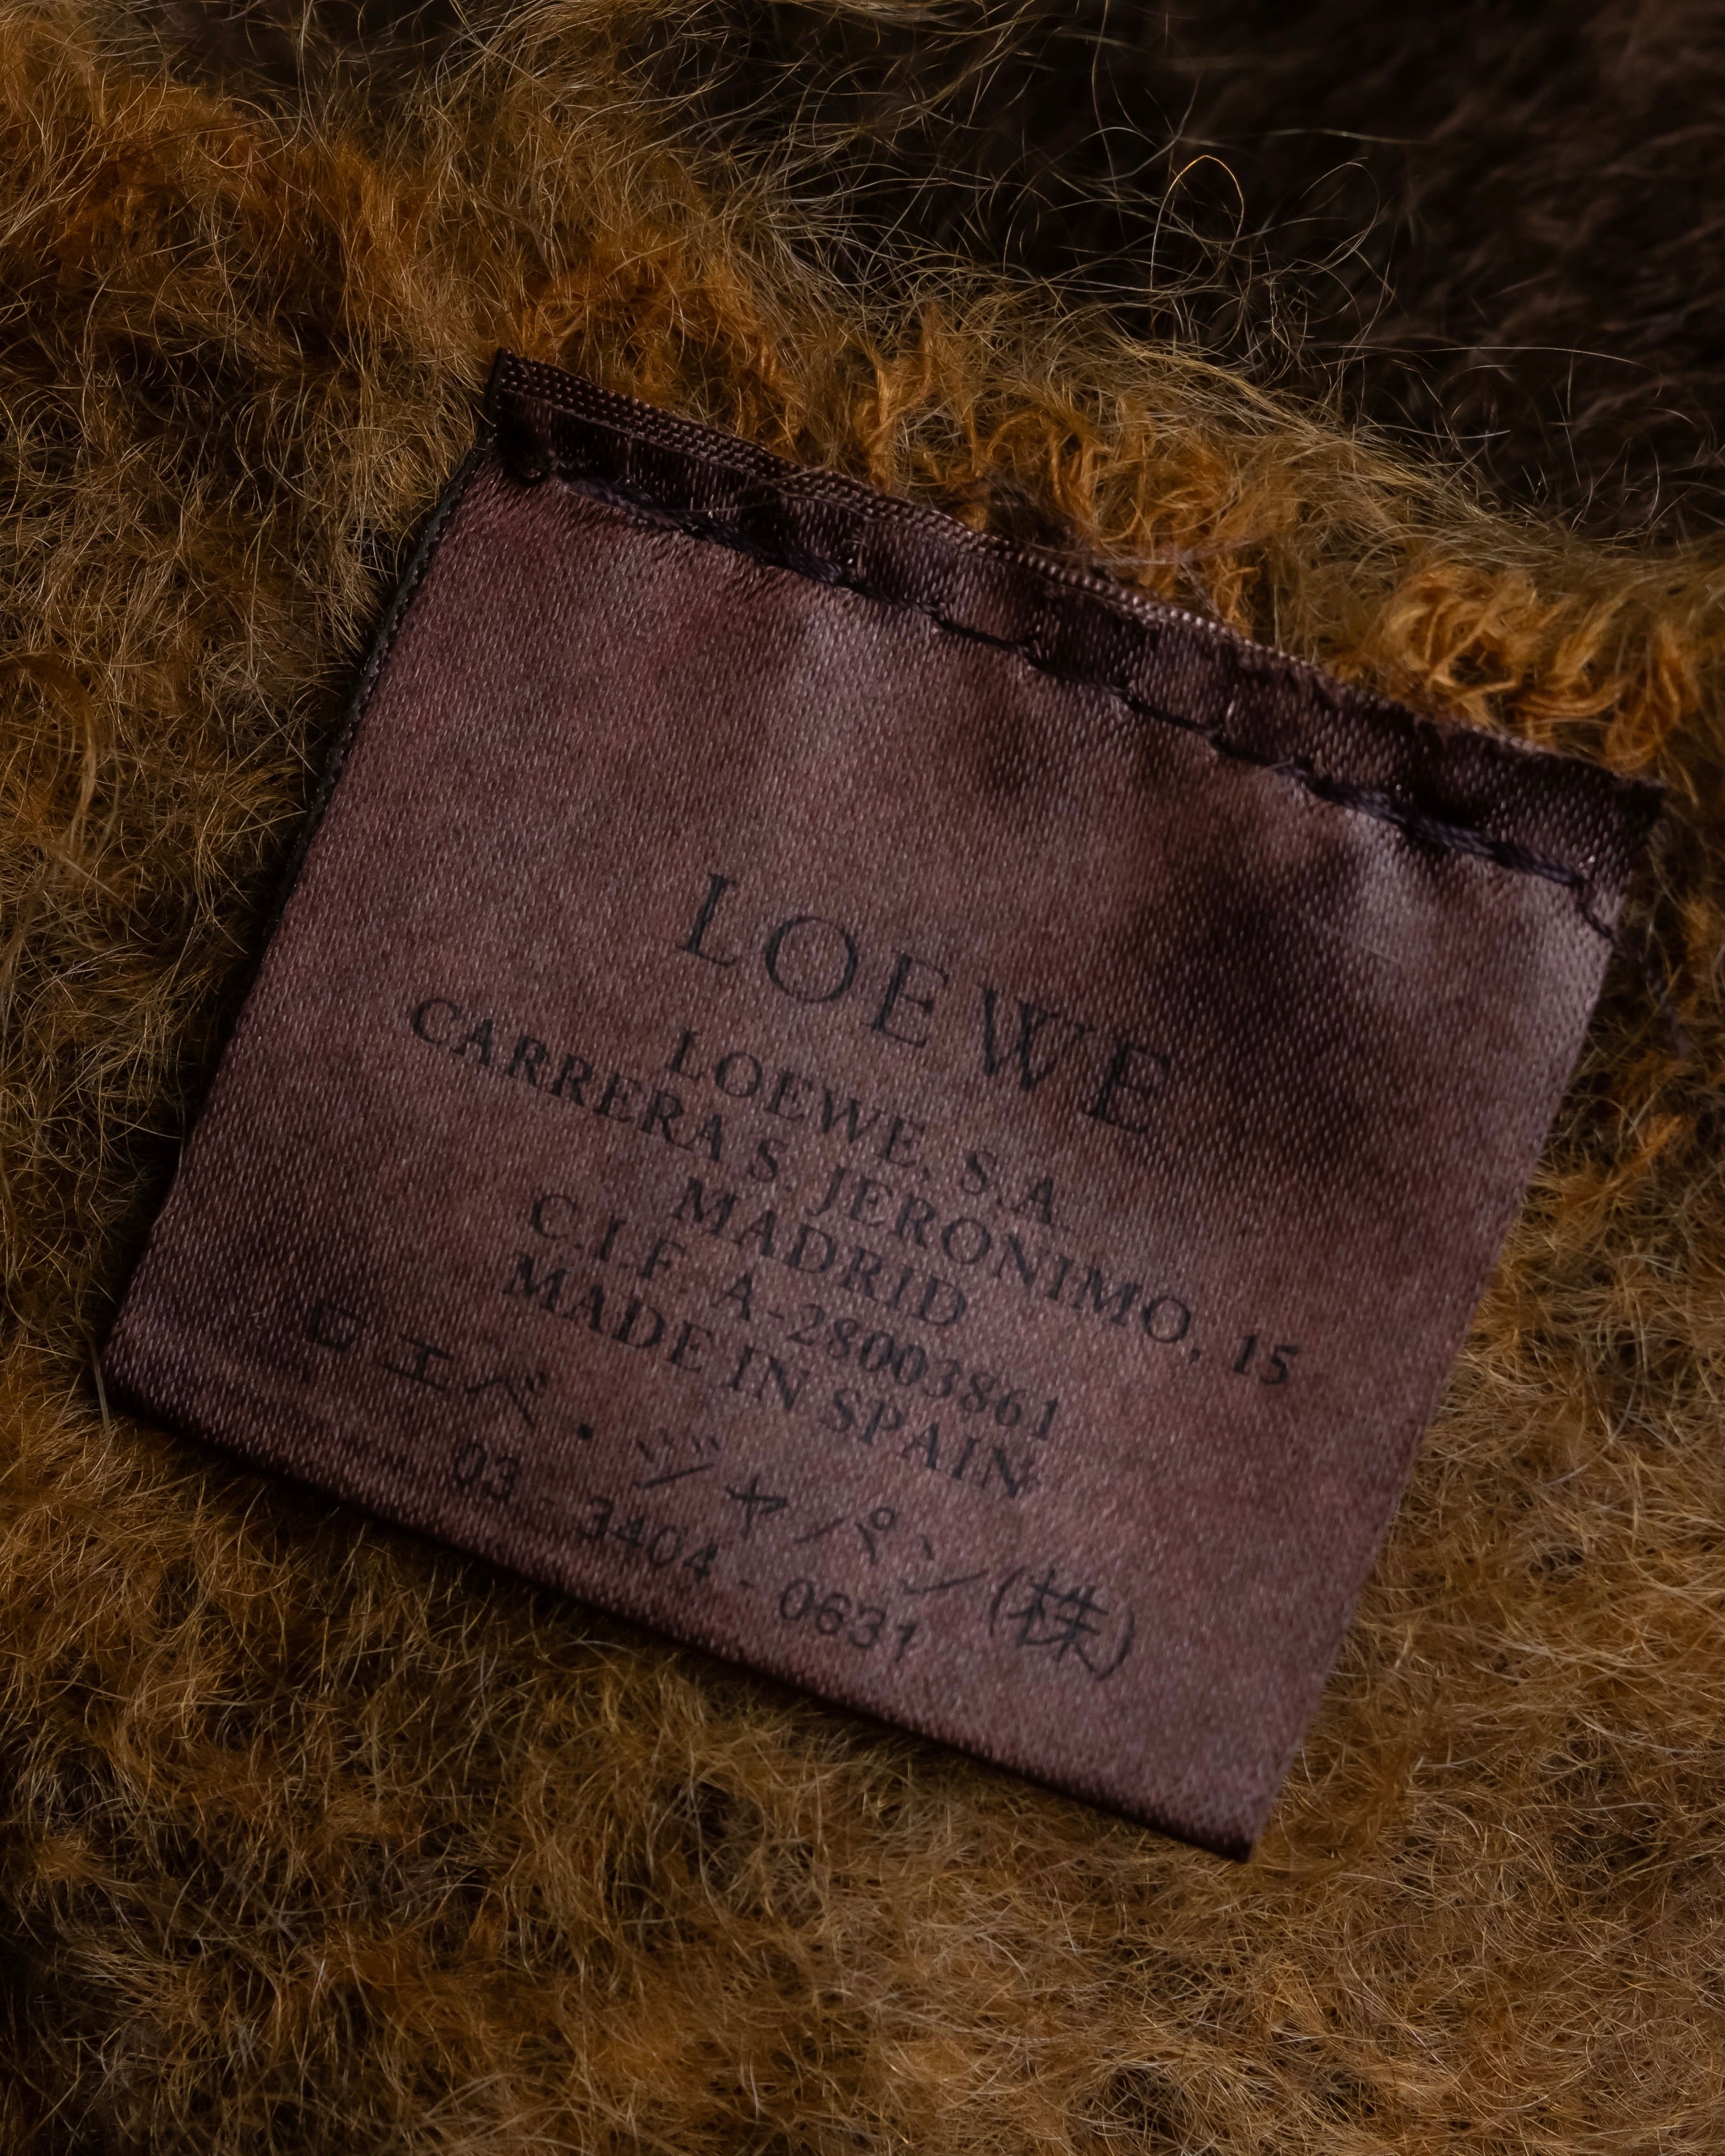 LOEWE
LOEWE, S.A.
CARRERA S. JERONIMO, 15
MADRID
C.I.F. A-28003861
MADE IN SPAIN
ロエベ・ジャパン(株)
03-3404-0631